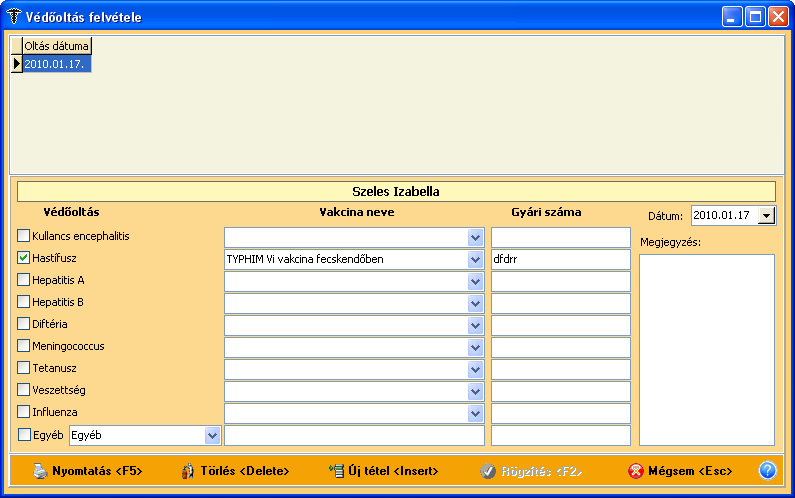 Védőoltás felvétele
Oltás dátuma
2010.01.17.
Szeles Izabella
Védőoltás Vakcina neve Gyári száma Dátum: 2010.01.17
Kullancs encephalitis Megjegyzés:
Hastífusz TYPHIM Vi vakcina fecskendőben dfdrr
Hepatitis A
Hepatitis B
Diftéria
Meningococcus
Tetanusz
Veszettség
Influenza
Egyéb Egyéb
Nyomtatás <F5> Törlés <Delete> Új tétel <Insert> Rögzítés <F2> Mégsem <Esc> ?